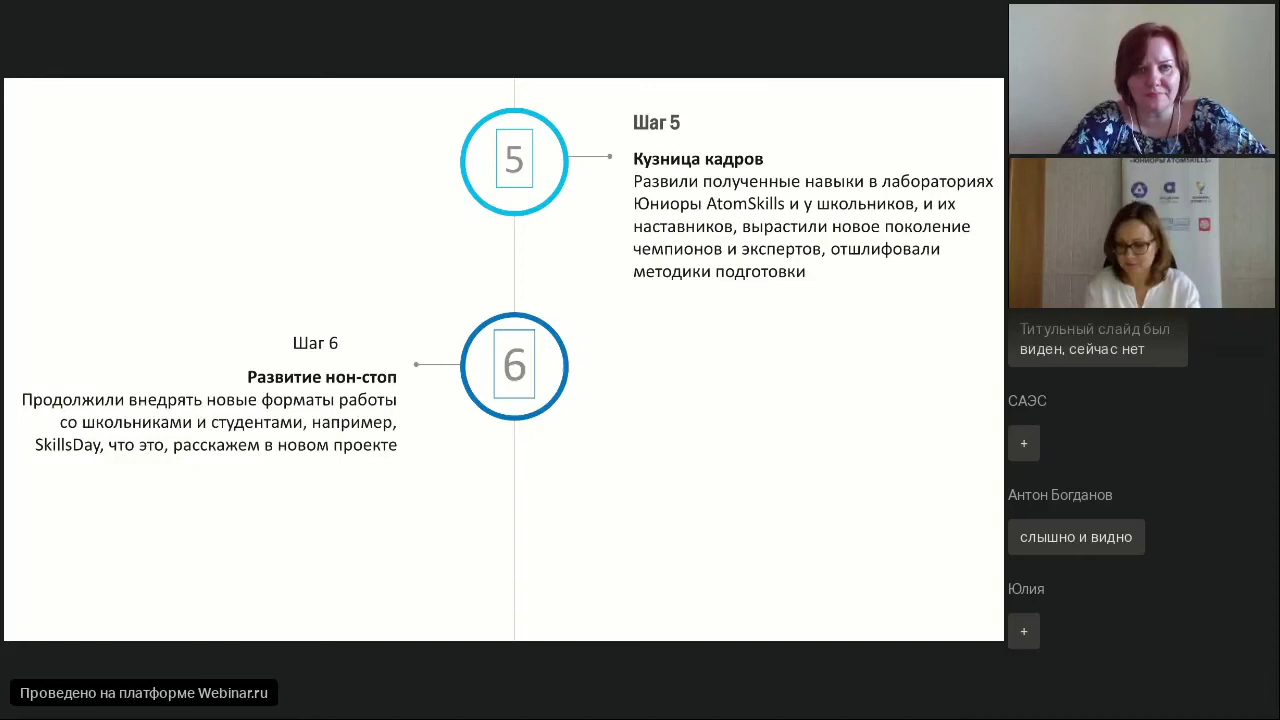 5
Шаг 5
Кузница кадров
Развили полученные навыки в лабораториях
Юниоры AtomSkills и у школьников, и их
наставников, вырастили новое поколение
чемпионов и экспертов, отшлифовали
методики подготовки
6
Шаг 6
Развитие нон-стоп
Продолжили внедрять новые форматы работы
со школьниками и студентами, например,
SkillsDay, что это, расскажем в новом проекте
«ЮНИОРЫ ATOMSKILLS»
Титульный слайд был
виден, сейчас нет
САЭС
+
Антон Богданов
слышно и видно
Юлия
+
Проведено на платформе Webinar.ru